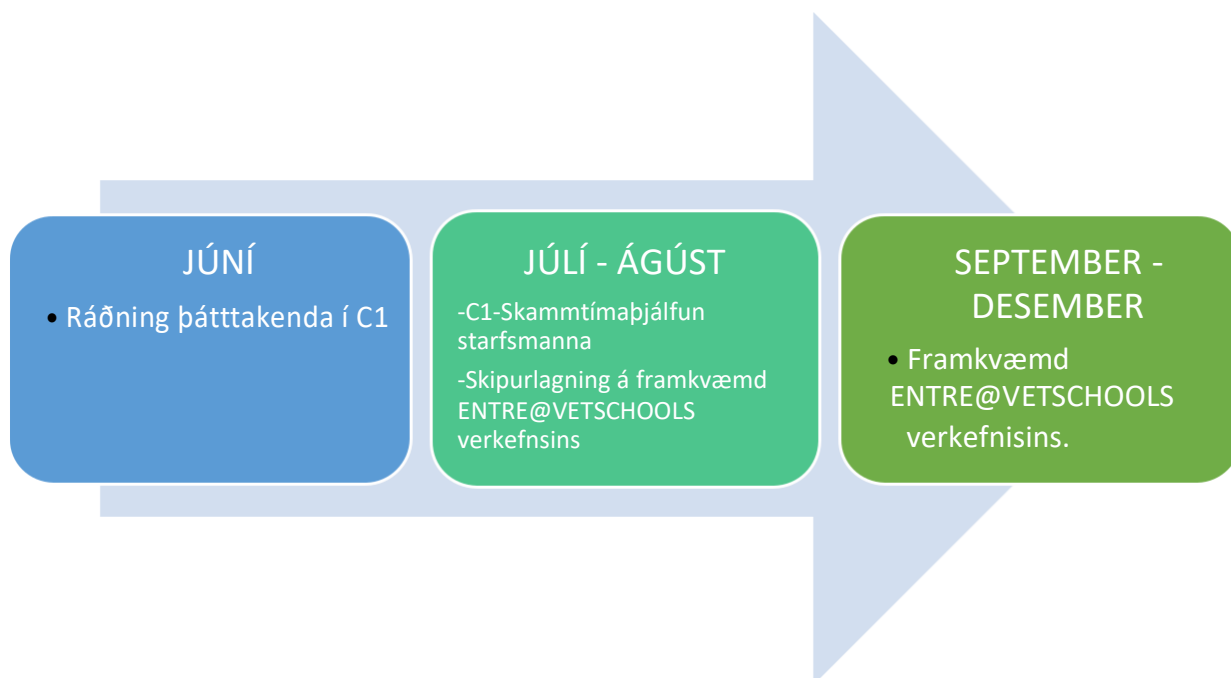 JÚNÍ
• Ráðning þátttakenda í C1
JÚLÍ - ÁGÚST
-C1-Skammtímaþjálfun
starfsmanna
-Skipurlagning á framkvæmd
ENTRE@VETSCHOOLS
verkefnsins
SEPTEMBER -
DESEMBER
• Framkvæmd
ENTRE@VETSCHOOLS
verkefnisins.